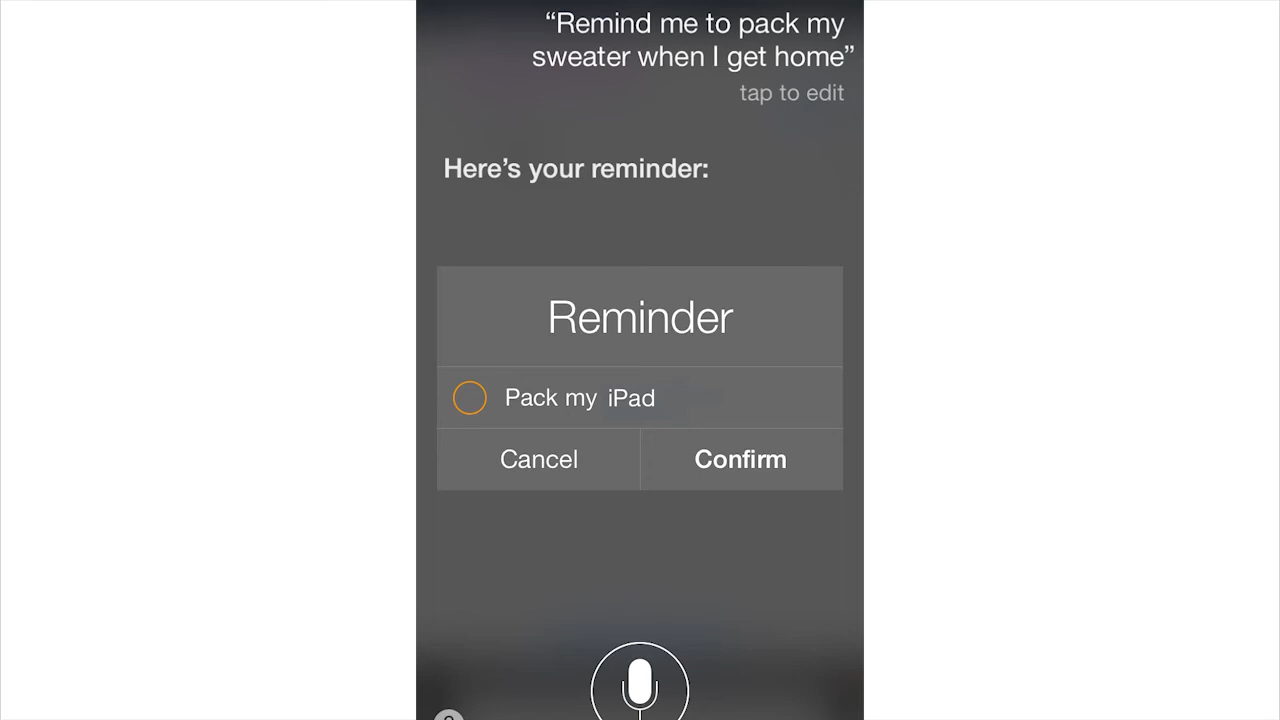 “Remind me to pack my
sweater when I get home”
tap to edit
Here’s your reminder:
Reminder
Pack my iPad
Cancel Confirm